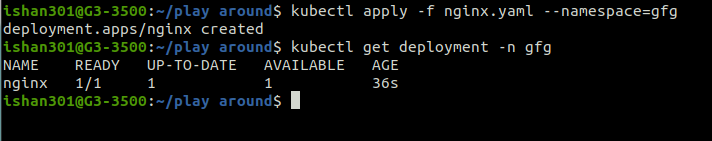 ishan301@G3-3500:~/play around$ kubectl apply -f nginx.yaml --namespace=gfg
deployment.apps/nginx created
ishan301@G3-3500:~/play around$ kubectl get deployment -n gfg
NAME    READY   UP-TO-DATE   AVAILABLE   AGE
nginx   1/1     1            1           36s
ishan301@G3-3500:~/play around$